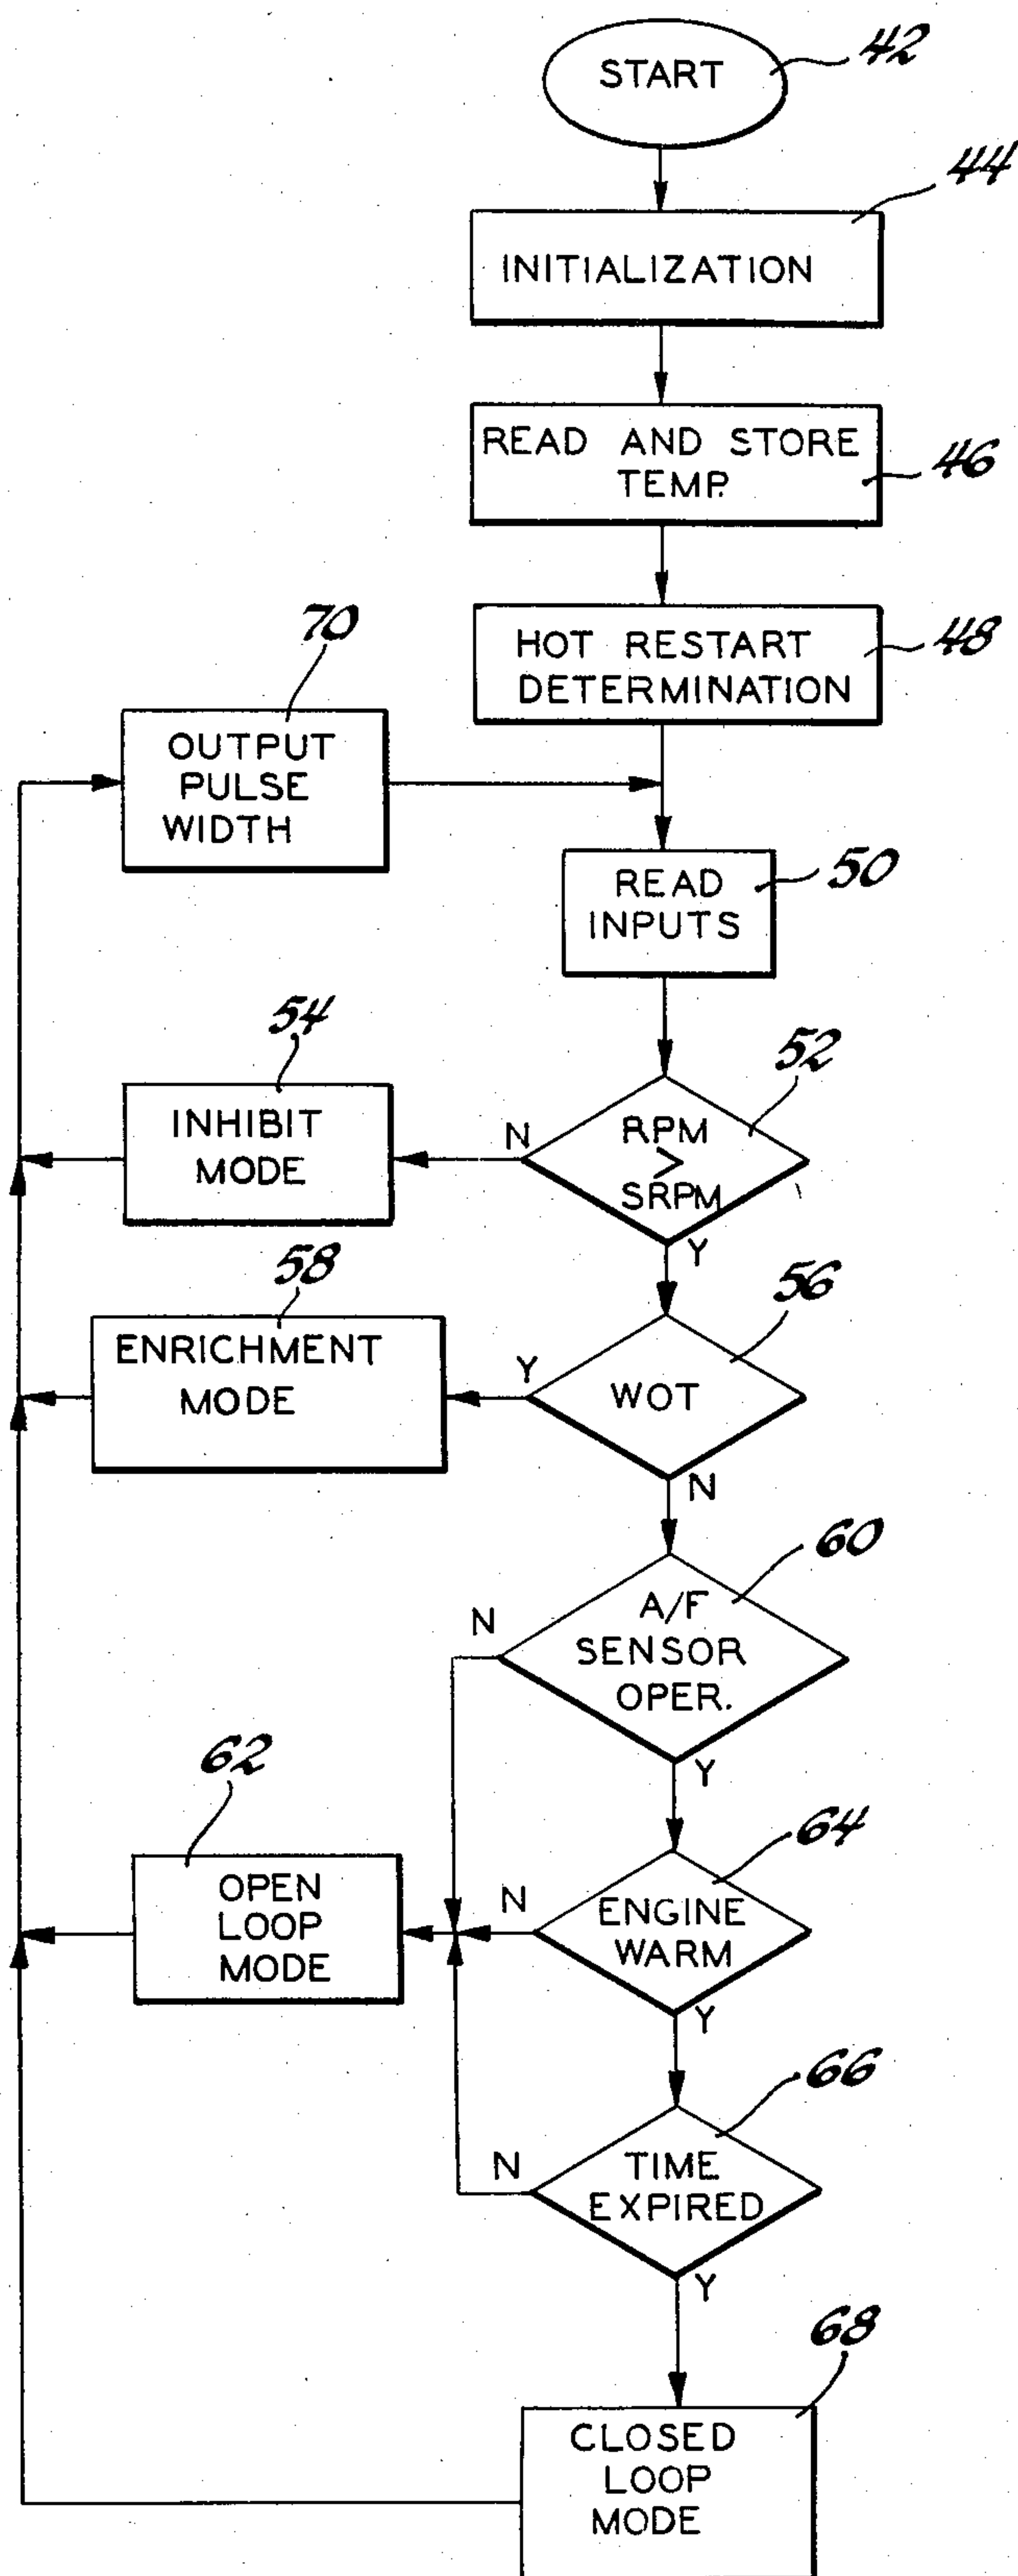 START
42
44
INITIALIZATION
READ AND STORE
TEMP.
46
70
HOT RESTART
DETERMINATION
48
OUTPUT
PULSE
WIDTH
READ
INPUTS
50
54
52
INHIBIT
MODE
N
RPM
>
SRPM
Y
58
56
ENRICHMENT
MODE
Y
WOT
N
60
N
A/F
SENSOR
OPER.
Y
62
64
OPEN
LOOP
MODE
N
ENGINE
WARM
Y
66
N
TIME
EXPIRED
Y
68
CLOSED
LOOP
MODE